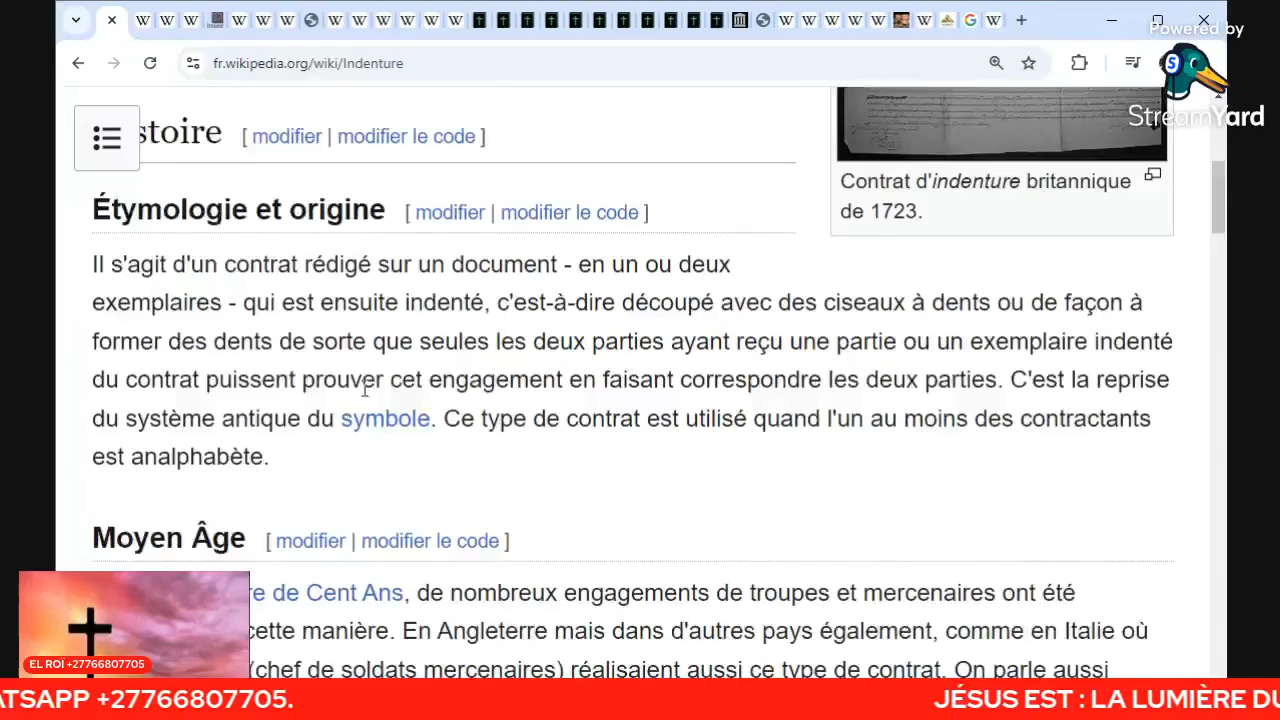 fr.wikipedia.org/wiki/Indenture
Powered by
StreamYard
stoire [ modifier | modifier le code ]
Contrat d'indenture britannique
de 1723.
Étymologie et origine [ modifier | modifier le code ]
Il s'agit d'un contrat rédigé sur un document - en un ou deux
exemplaires - qui est ensuite indenté, c'est-à-dire découpé avec des ciseaux à dents ou de façon à
former des dents de sorte que seules les deux parties ayant reçu une partie ou un exemplaire indenté
du contrat puissent prouver cet engagement en faisant correspondre les deux parties. C'est la reprise
du système antique du symbole. Ce type de contrat est utilisé quand l'un au moins des contractants
est analphabète.
Moyen Âge [ modifier | modifier le code ]
re de Cent Ans, de nombreux engagements de troupes et mercenaires ont été
cette manière. En Angleterre mais dans d'autres pays également, comme en Italie où
(chef de soldats mercenaires) réalisaient aussi ce type de contrat. On parle aussi
EL ROÏ +27766807705
ATSAPP +27766807705.
JÉSUS EST : LA LUMIÈRE DU